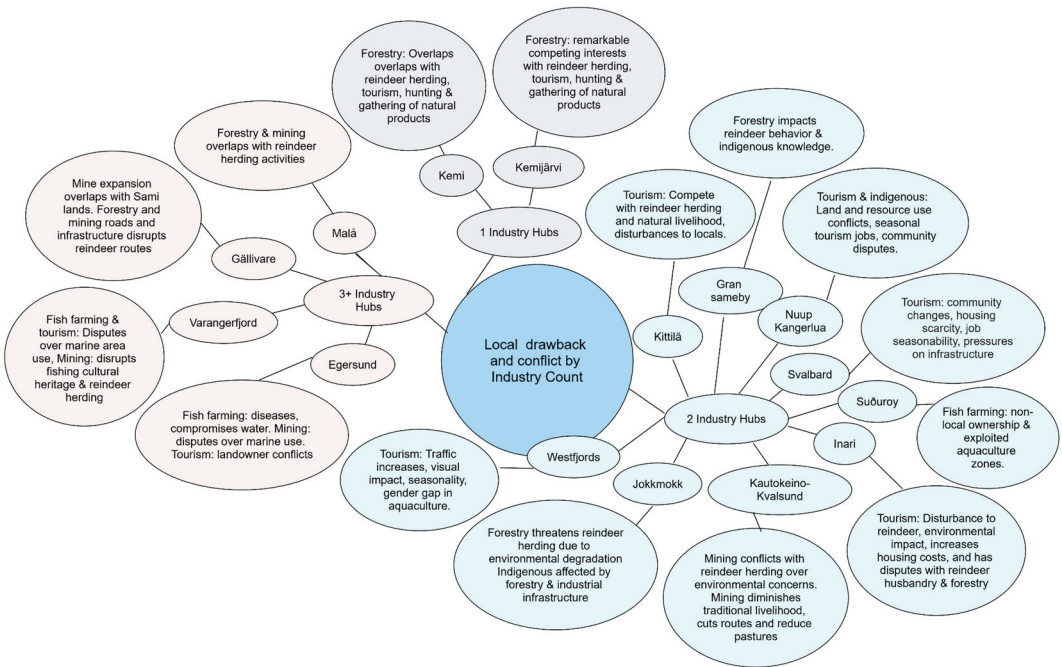 Local  drawback
and conflict by
Industry Count
1 Industry Hubs
Kemi
Forestry: Overlaps
overlaps with
reindeer herding,
tourism, hunting &
gathering of natural
products
Kemijärvi
Forestry: remarkable
competing interests
with reindeer herding,
tourism, hunting &
gathering of natural
products
3+ Industry
Hubs
Malå
Forestry & mining
overlaps with reindeer
herding activities
Gällivare
Mine expansion
overlaps with Sami
lands. Forestry and
mining roads and
infrastructure disrupts
reindeer routes
Varangerfjord
Fish farming &
tourism: Disputes
over marine area
use, Mining: disrupts
fishing cultural
heritage & reindeer
herding
Egersund
Fish farming: diseases,
compromises water. Mining:
disputes over marine use.
Tourism: landowner conflicts
2 Industry Hubs
Kittilä
Tourism: Compete
with reindeer herding
and natural livelihood,
disturbances to locals.
Gran
sameby
Forestry impacts
reindeer behavior &
indigenous knowledge.
Nuup
Kangerlua
Tourism & indigenous:
Land and resource use
conflicts, seasonal
tourism jobs, community
disputes.
Svalbard
Tourism: community
changes, housing
scarcity, job
seasonability, pressures
on infrastructure
Suðuroy
Fish farming: non-
local ownership &
exploited
aquaculture
zones.
Inari
Tourism: Disturbance to
reindeer, environmental
impact, increases
housing costs, and has
disputes with reindeer
husbandry & forestry
Kautokeino-
Kvalsund
Mining conflicts with
reindeer herding over
environmental concerns.
Mining diminishes
traditional livelihood,
cuts routes and reduce
pastures
Jokkmokk
Forestry threatens reindeer
herding due to
environmental degradation
Indigenous affected by
forestry & industrial
infrastructure
Westfjords
Tourism: Traffic
increases, visual
impact, seasonality,
gender gap in
aquaculture.